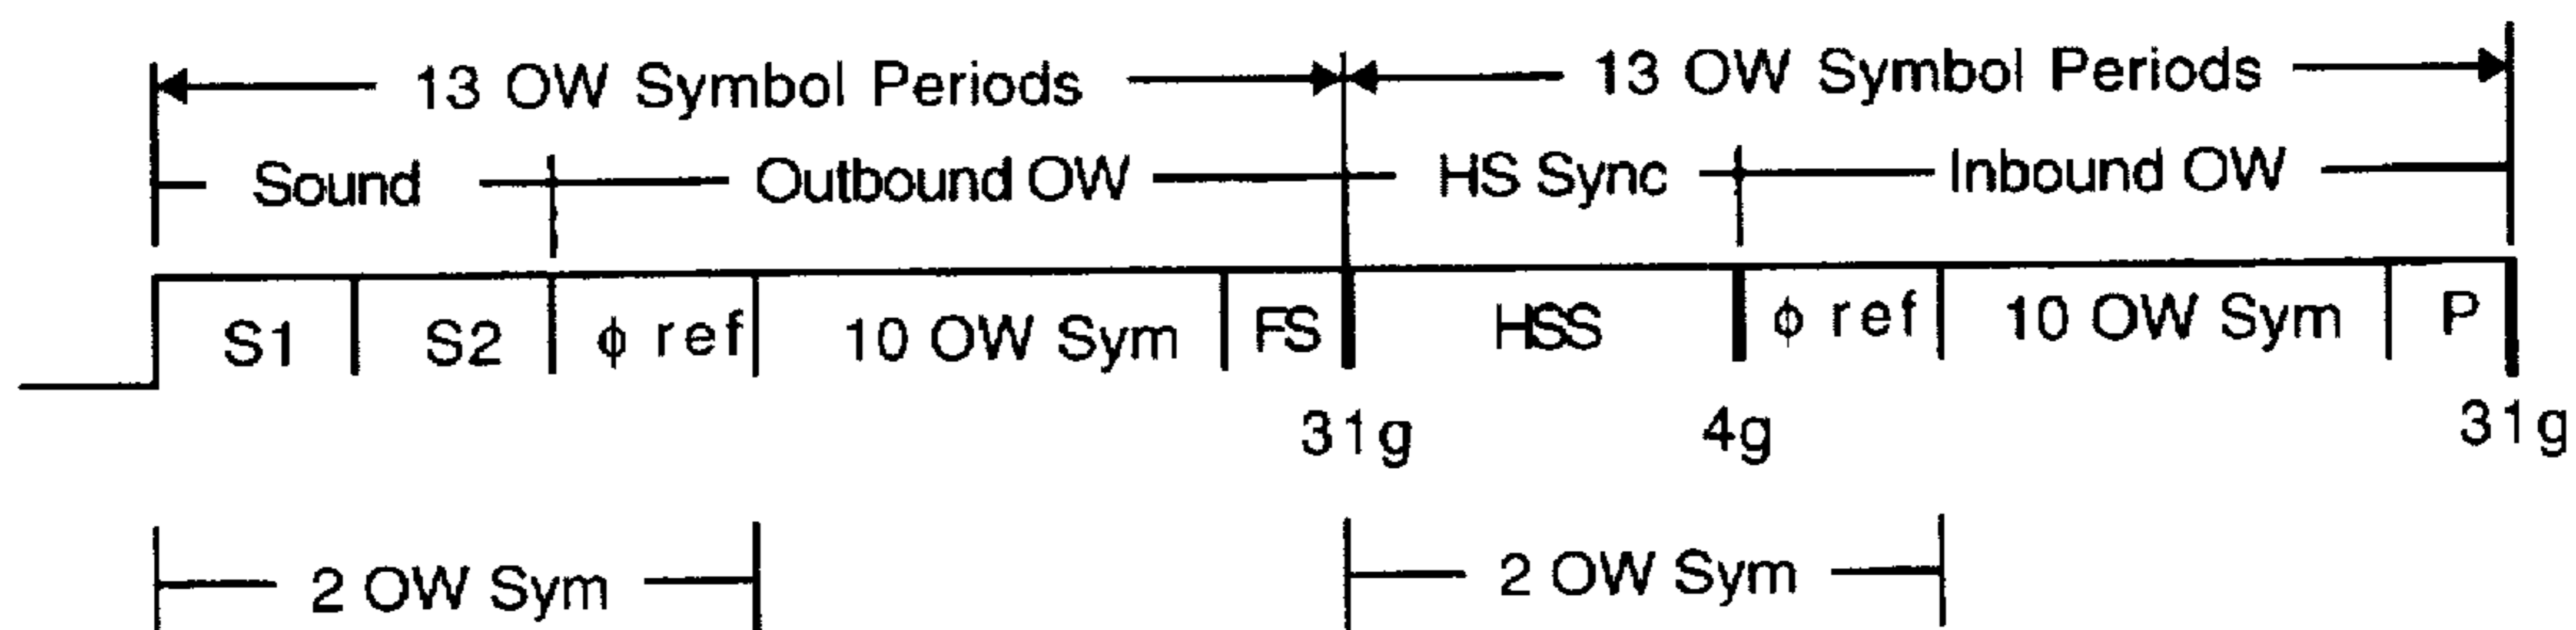 13 OW Symbol Periods 13 OW Symbol Periods
Sound Outbound OW HS Sync Inbound OW
S1 S2 ϕ ref 10 OW Sym FS HSS ϕ ref 10 OW Sym P
31g 4g 31g
2 OW Sym 2 OW Sym